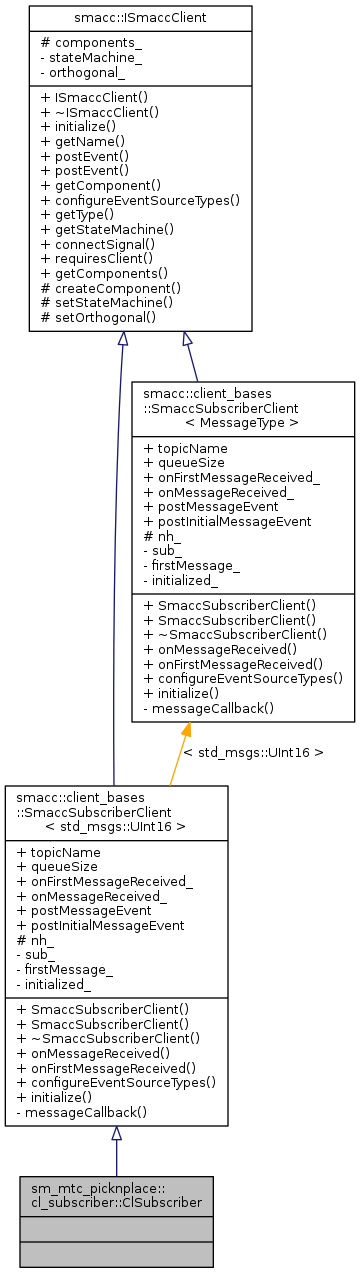 smacc::ISmaccClient
# components_
- stateMachine_
- orthogonal_
+ ISmaccClient()
+ ~ISmaccClient()
+ initialize()
+ getName()
+ postEvent()
+ postEvent()
+ getComponent()
+ configureEventSourceTypes()
+ getType()
+ getStateMachine()
+ connectSignal()
+ requiresClient()
+ getComponents()
# createComponent()
# setStateMachine()
# setOrthogonal()
smacc::client_bases
::SmaccSubscriberClient
< MessageType >
+ topicName
+ queueSize
+ onFirstMessageReceived_
+ onMessageReceived_
+ postMessageEvent
+ postInitialMessageEvent
# nh_
- sub_
- firstMessage_
- initialized_
+ SmaccSubscriberClient()
+ SmaccSubscriberClient()
+ ~SmaccSubscriberClient()
+ onMessageReceived()
+ onFirstMessageReceived()
+ configureEventSourceTypes()
+ initialize()
- messageCallback()
< std_msgs::UInt16 >
smacc::client_bases
::SmaccSubscriberClient
< std_msgs::UInt16 >
+ topicName
+ queueSize
+ onFirstMessageReceived_
+ onMessageReceived_
+ postMessageEvent
+ postInitialMessageEvent
# nh_
- sub_
- firstMessage_
- initialized_
+ SmaccSubscriberClient()
+ SmaccSubscriberClient()
+ ~SmaccSubscriberClient()
+ onMessageReceived()
+ onFirstMessageReceived()
+ configureEventSourceTypes()
+ initialize()
- messageCallback()
sm_mtc_picknplace::
cl_subscriber::ClSubscriber